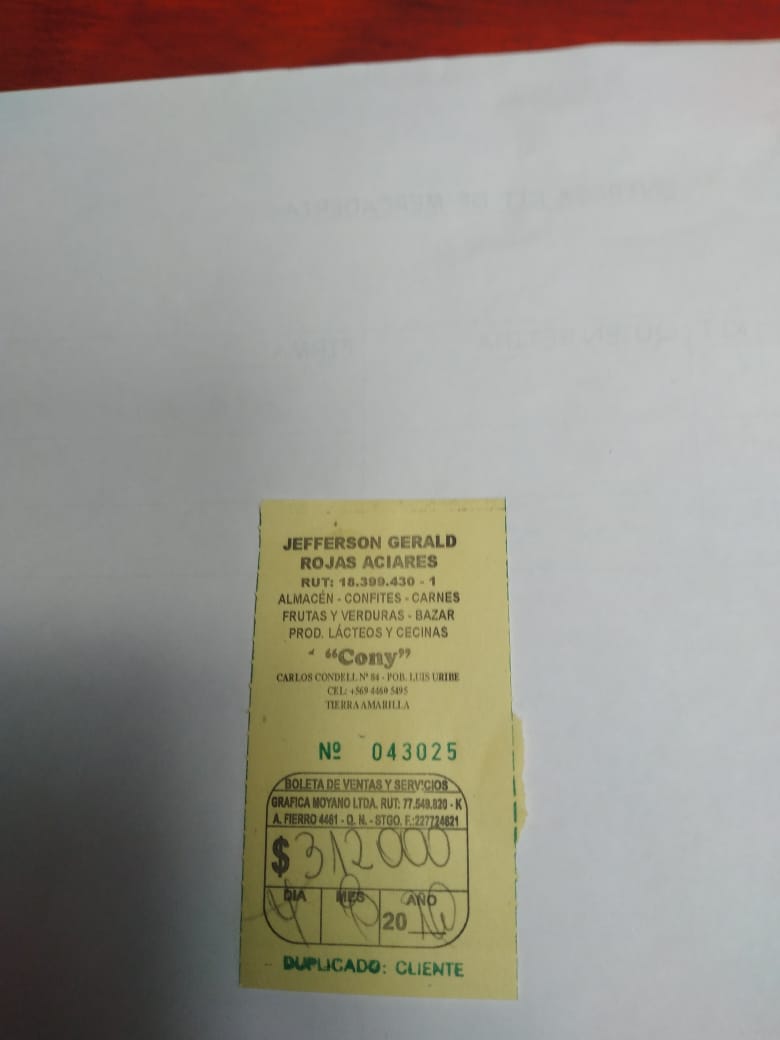 JEFFERSON GERALD
ROJAS ACIARES
RUT: 18.399.430 - 1
ALMACÉN - CONFITES - CARNES
FRUTAS Y VERDURAS - BAZAR
PROD. LÁCTEOS Y CECINAS
"Cony"
CARLOS CONDELL Nº 84 - POB. LUIS URIBE
CEL: +569 4460 5495
TIERRA AMARILLA
Nº 043025
BOLETA DE VENTAS Y SERVICIOS
GRAFICA MOYANO LTDA. RUT: 77.549.820 - K
A. FIERRO 4461 - Q. N. - STGO. F.:227724621
$ 312000
DIA MES AÑO
20
DUPLICADO: CLIENTE